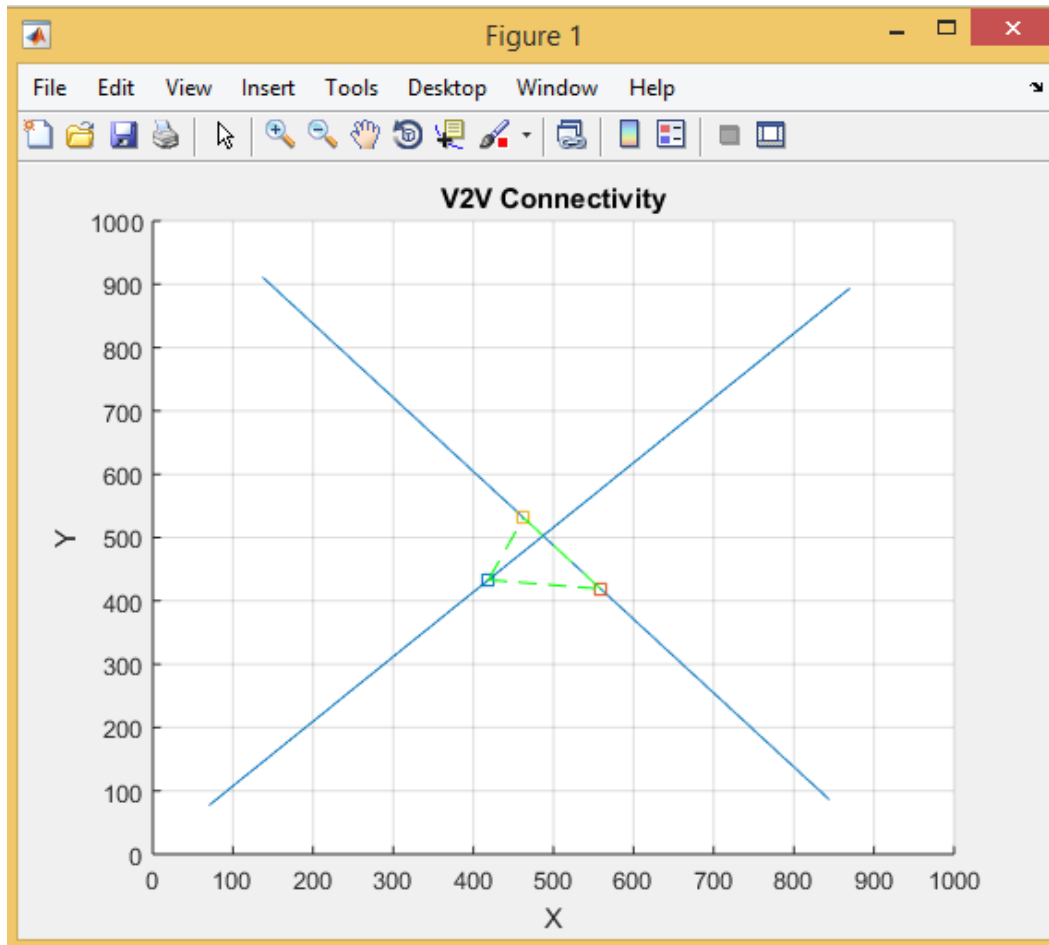 Figure 1
File Edit View Insert Tools Desktop Window Help
V2V Connectivity
1000
900
800
700
600
500
400
300
200
100
0
Y
0 100 200 300 400 500 600 700 800 900 1000
X